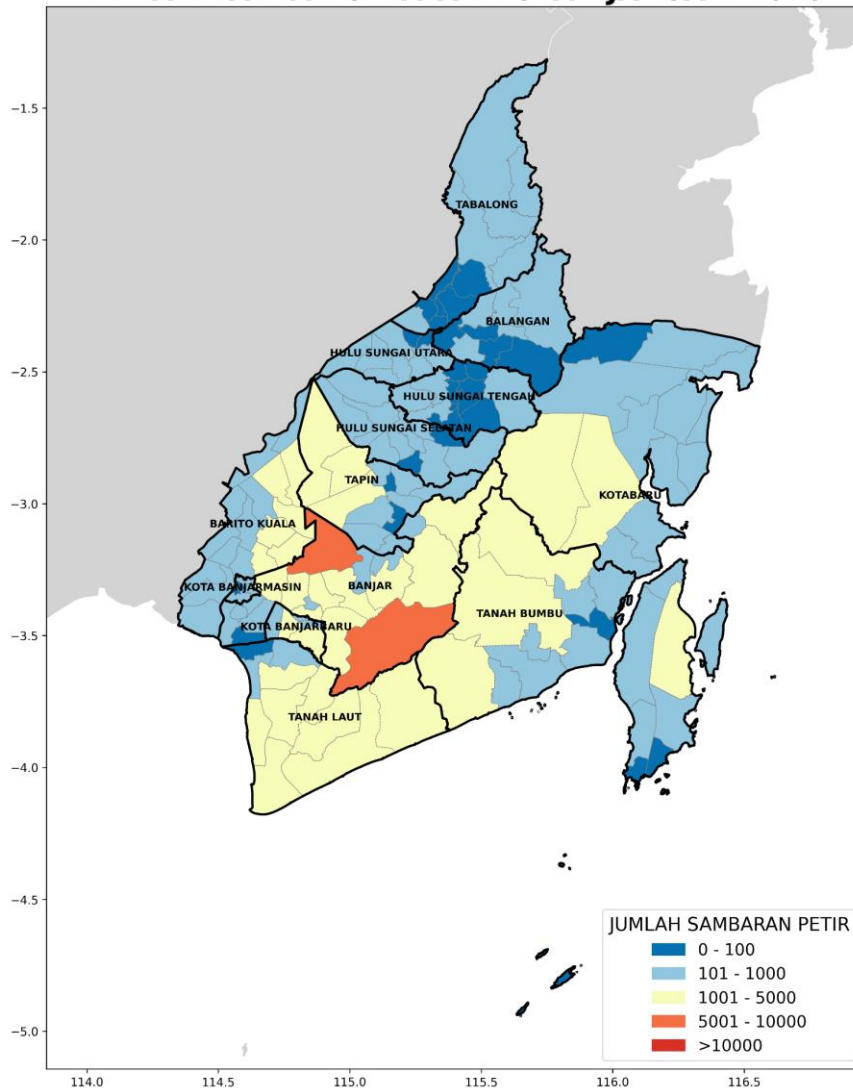 −1.5
TABALONG
−2.0
BALANGAN
HULU SUNGAI UTARA
−2.5
HULU SUNGAI TENGAH
HULU SUNGAI SELATAN
TAPIN
−3.0
KOTABARU
BARITO KUALA
KOTA BANJARMASIN
BANJAR
TANAH BUMBU
KOTA BANJARBARU
−3.5
TANAH LAUT
−4.0
−4.5
JUMLAH SAMBARAN PETIR
0 - 100
101 - 1000
1001 - 5000
5001 - 10000
>10000
−5.0
114.0 114.5 115.0 115.5 116.0 116.5